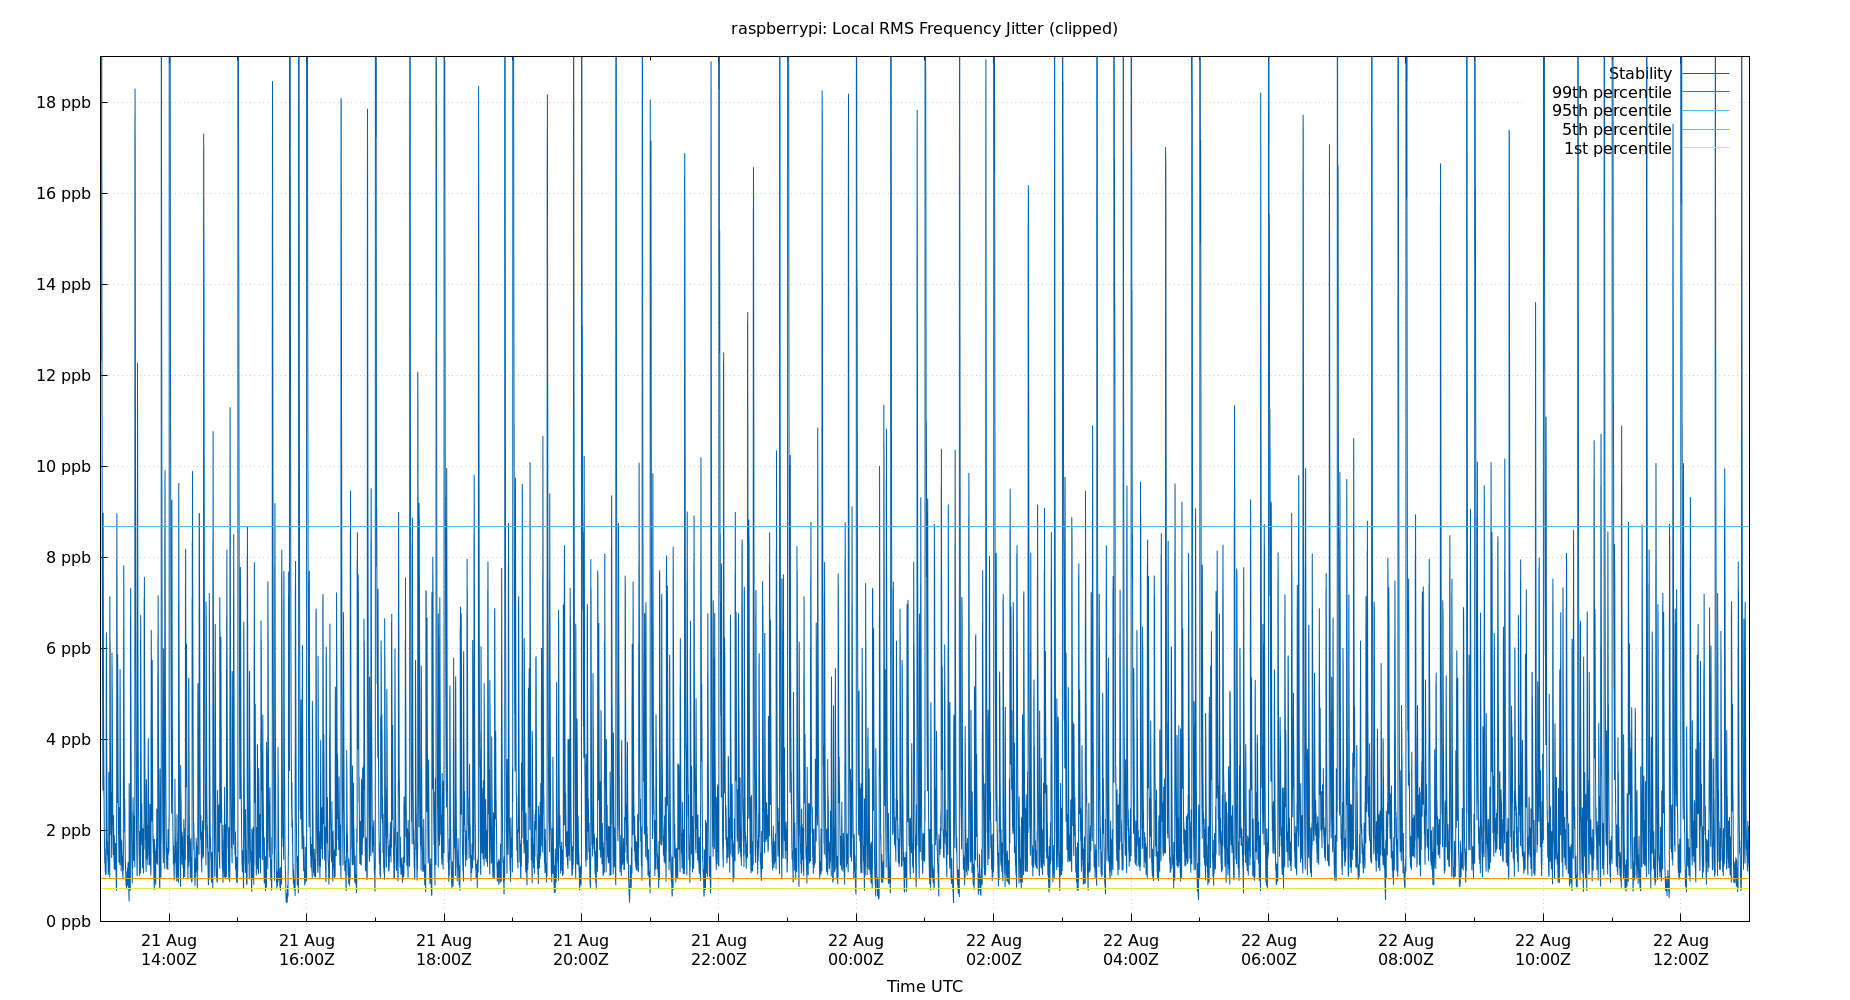 raspberrypi: Local RMS Frequency Jitter (clipped)
Stability
99th percentile
95th percentile
5th percentile
1st percentile
18 ppb
16 ppb
14 ppb
12 ppb
10 ppb
8 ppb
6 ppb
4 ppb
2 ppb
0 ppb
21 Aug 21 Aug 21 Aug 21 Aug 21 Aug 22 Aug 22 Aug 22 Aug 22 Aug 22 Aug 22 Aug 22 Aug
14:00Z 16:00Z 18:00Z 20:00Z 22:00Z 00:00Z 02:00Z 04:00Z 06:00Z 08:00Z 10:00Z 12:00Z
Time UTC